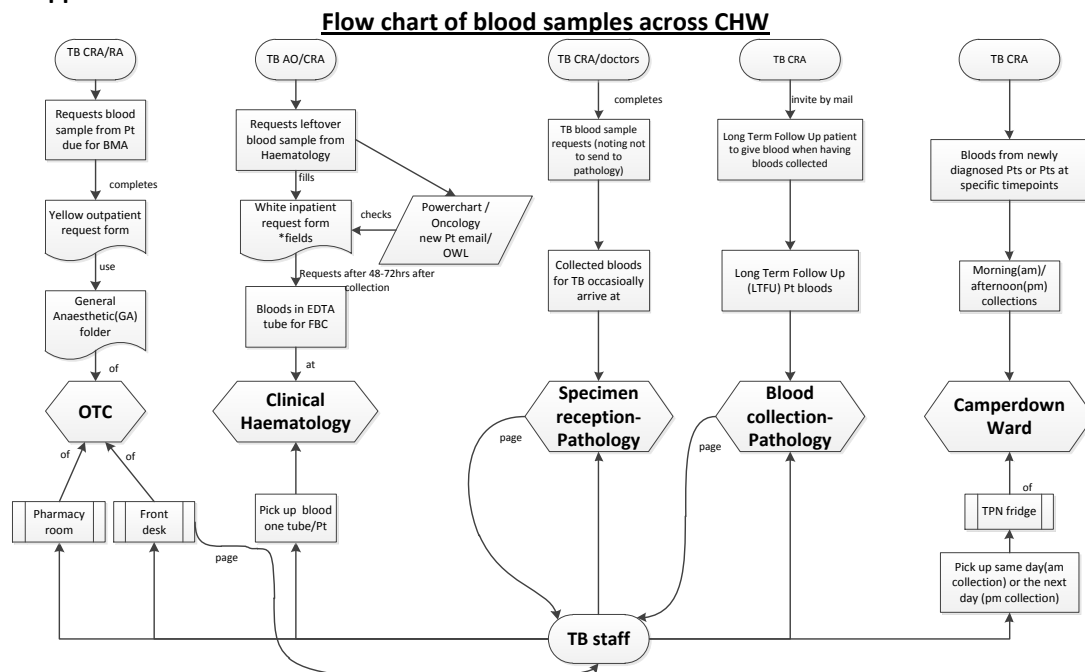 Flow chart of blood samples across CHW
TB CRA/RA
Requests blood
sample from Pt
due for BMA
completes
Yellow outpatient
request form
use
General
Anaesthetic(GA)
folder
of
OTC
of
of
Pharmacy
room
Front
desk
page
TB AO/CRA
Requests leftover
blood sample from
Haematology
fills
White inpatient
request form
*fields
checks
Powerchart /
Oncology
new Pt email/
OWL
Requests after 48-72hrs after
collection
Bloods in EDTA
tube for FBC
at
Clinical
Haematology
Pick up blood
one tube/Pt
TB CRA/doctors
completes
TB blood sample
requests (noting not
to send to
pathology)
Collected bloods
for TB occasioally
arrive at
Specimen
reception-
Pathology
page
TB CRA
invite by mail
Long Term Follow Up patient
to give blood when having
bloods collected
Long Term Follow Up
(LTFU) Pt bloods
Blood
collection-
Pathology
page
TB CRA
Bloods from newly
diagnosed Pts or Pts at
specific timepoints
Morning(am)/
afternoon(pm)
collections
Camperdown
Ward
of
TPN fridge
Pick up same day(am
collection) or the next
day (pm collection)
TB staff